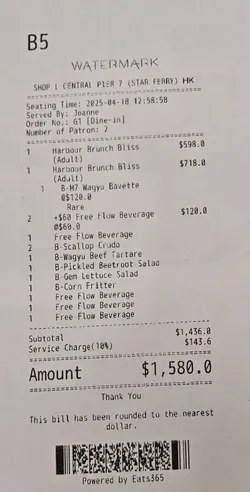 B5
WATERMARK
SHOP 1 CENTRAL PIER 7 (STAR FERRY) HK
Seating Time: 2025-04-18 12:58:58
Served By: Joanne
Order No.: 61 [Dine-in]
Number of Patron: 2
1 Harbour Brunch Bliss $598.0
(Adult)
1 Harbour Brunch Bliss $718.0
(Adult)
1 B-M7 Wagyu Bavette
@$120.0
Rare
2 +$60 Free Flow Beverage $120.0
@$60.0
1 Free Flow Beverage
2 B-Scallop Crudo
1 B-Wagyu Beef Tartare
1 B-Pickled Beetroot Salad
1 B-Gem Lettuce Salad
1 B-Corn Fritter
1 Free Flow Beverage
1 Free Flow Beverage
1 Free Flow Beverage
Subtotal $1,436.0
Service Charge(10%) $143.6
Amount $1,580.0
Thank You
This bill has been rounded to the nearest
dollar.
Powered by Eats365